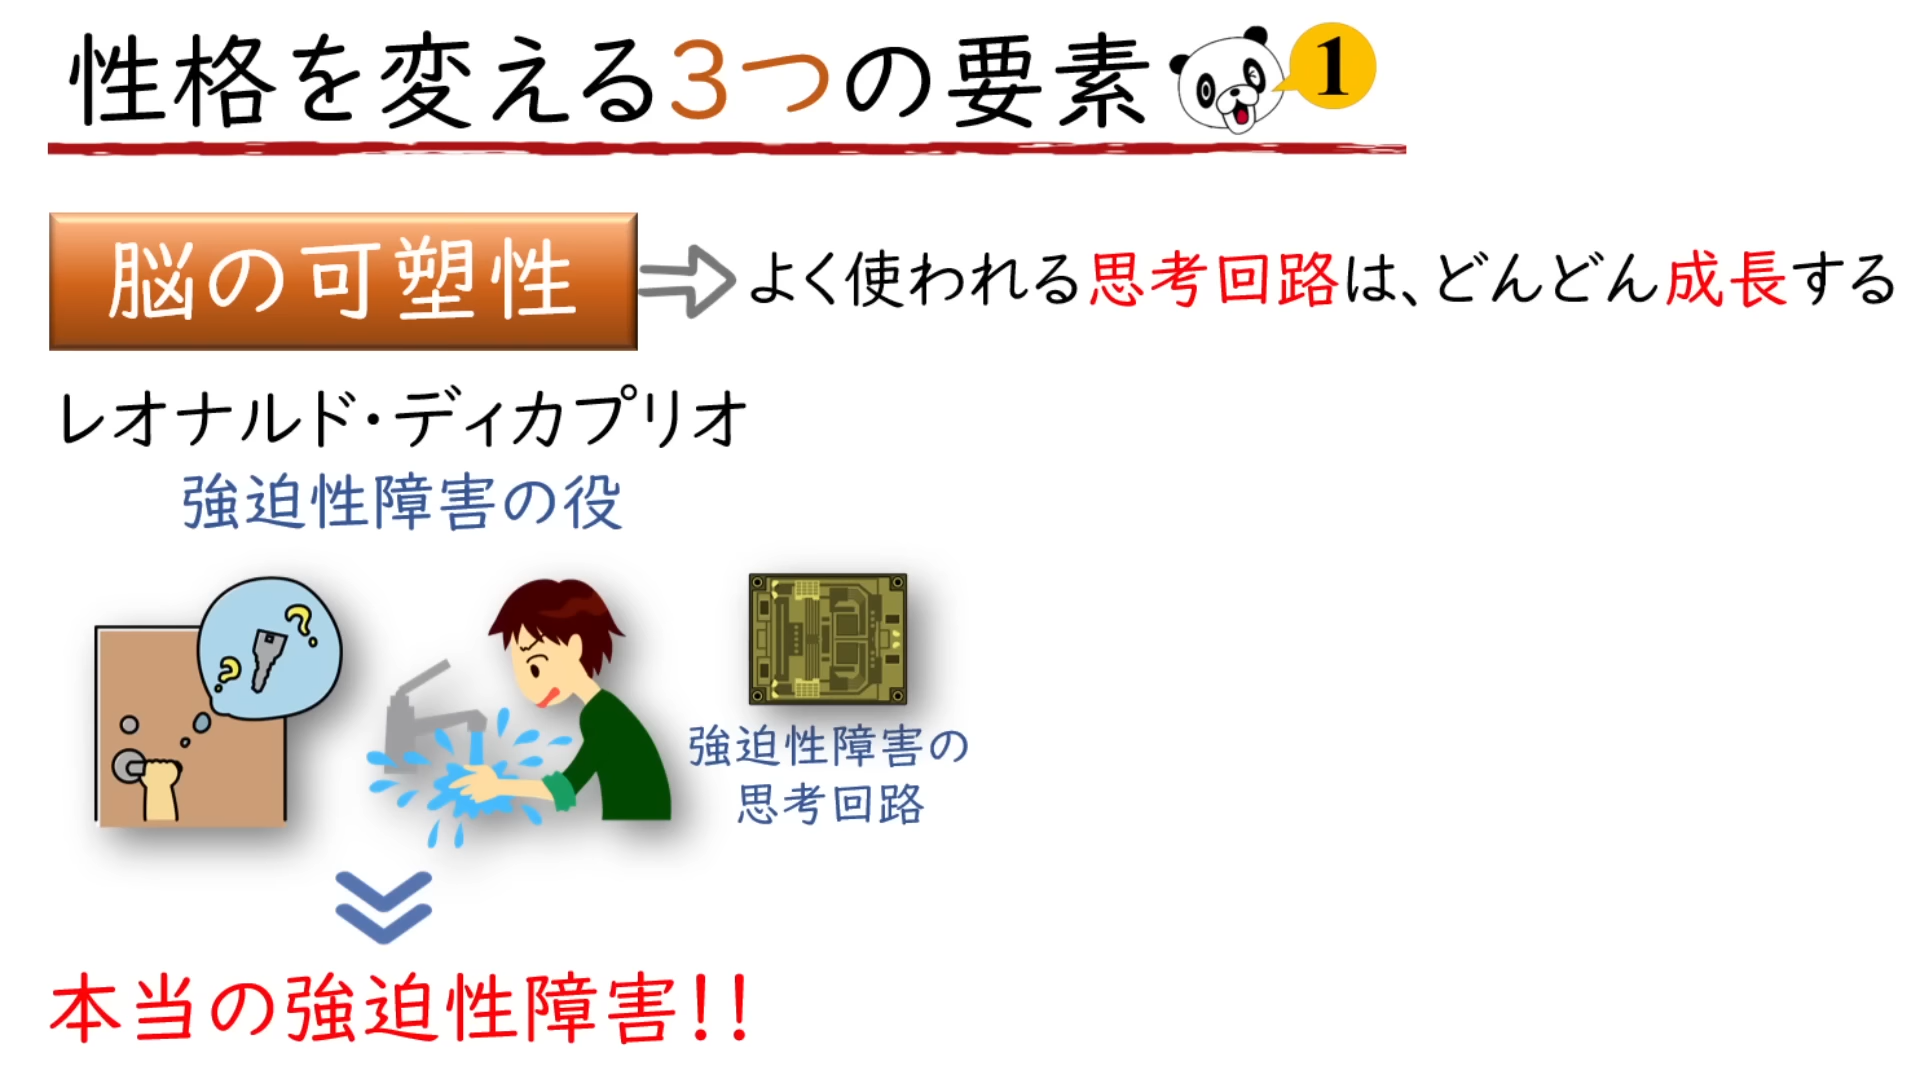 性格を変える3つの要素
1
脳の可塑性
よく使われる思考回路は、どんどん成長する
レオナルド・ディカプリオ
強迫性障害の役
? ?
強迫性障害の
思考回路
本当の強迫性障害!!